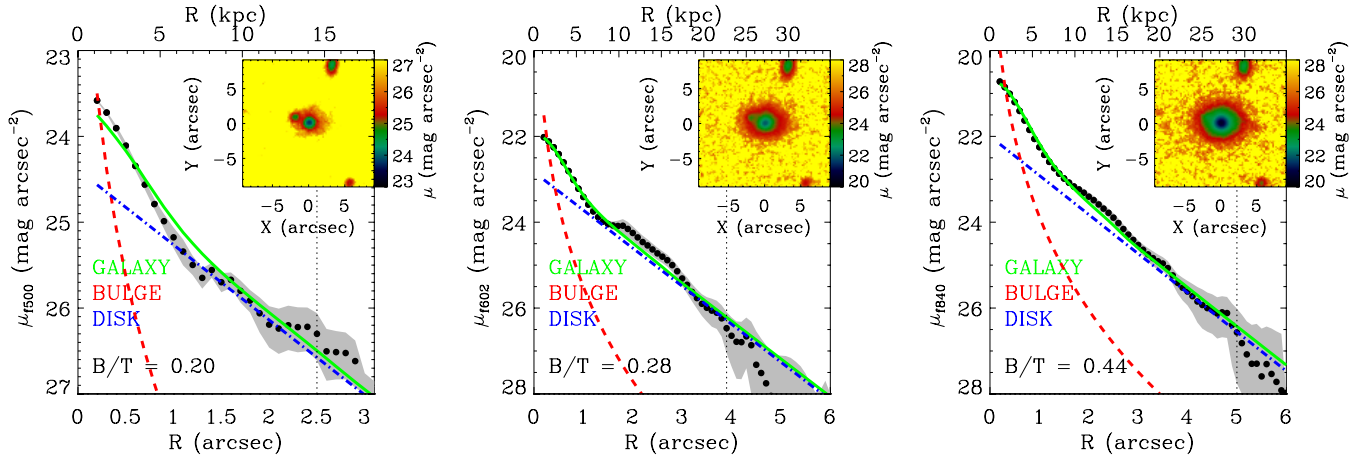 R (kpc)
0 5 10 15
23
24
25
26
27
μf500 (mag arcsec−2)
Y (arcsec)
5
0
−5
−5 0 5
X (arcsec)
27
26
25
24
23
μ (mag arcsec−2)
GALAXY
BULGE
DISK
B/T = 0.20
0 0.5 1 1.5 2 2.5 3
R (arcsec)
R (kpc)
0 5 10 15 20 25 30
20
22
24
26
28
μf602 (mag arcsec−2)
Y (arcsec)
5
0
−5
−5 0 5
X (arcsec)
28
26
24
22
20
μ (mag arcsec−2)
GALAXY
BULGE
DISK
B/T = 0.28
0 1 2 3 4 5 6
R (arcsec)
R (kpc)
0 5 10 15 20 25 30
20
22
24
26
28
μf840 (mag arcsec−2)
Y (arcsec)
5
0
−5
−5 0 5
X (arcsec)
28
26
24
22
20
μ (mag arcsec−2)
GALAXY
BULGE
DISK
B/T = 0.44
0 1 2 3 4 5 6
R (arcsec)